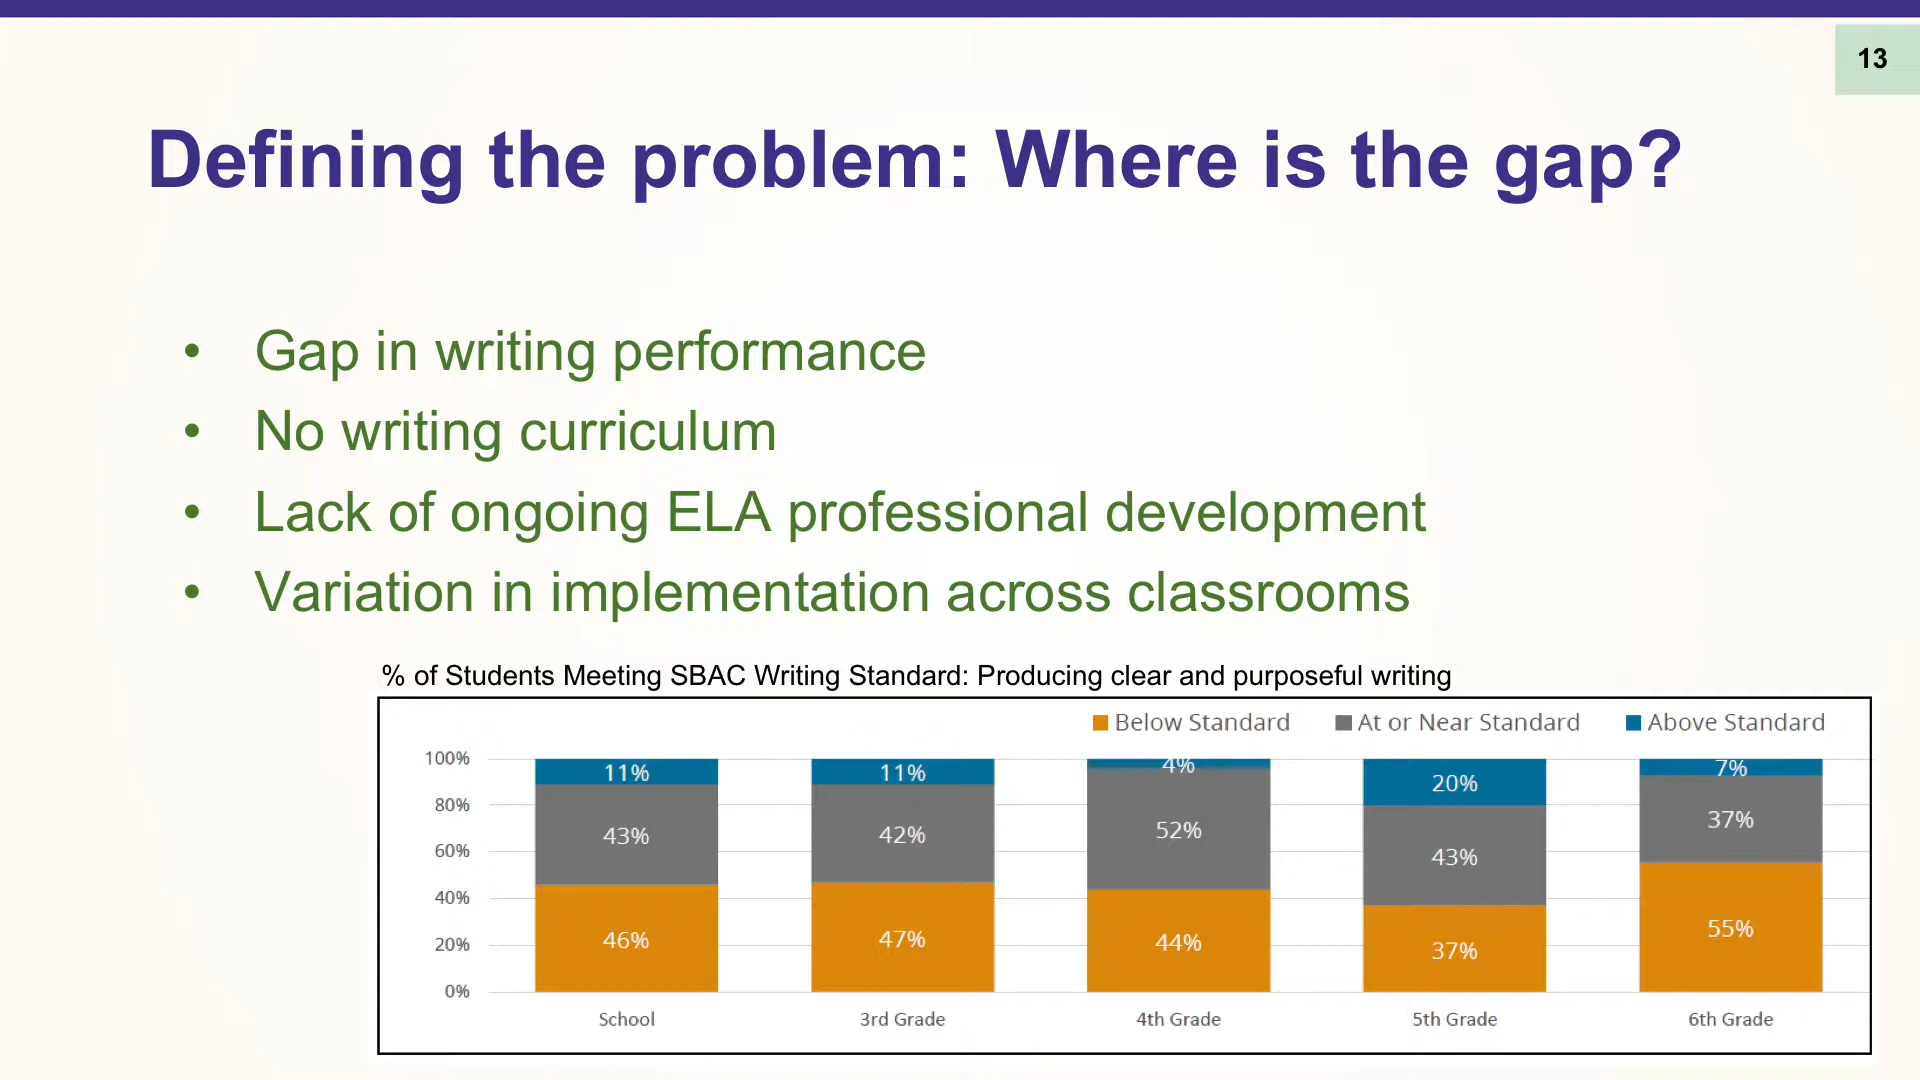 13
Defining the problem: Where is the gap?
• Gap in writing performance
• No writing curriculum
• Lack of ongoing ELA professional development
• Variation in implementation across classrooms
% of Students Meeting SBAC Writing Standard: Producing clear and purposeful writing
Below Standard At or Near Standard Above Standard
100%
80%
60%
40%
20%
0%
11% 11% 4% 20% 7%
43% 42% 52% 43% 37%
46% 47% 44% 37% 55%
School 3rd Grade 4th Grade 5th Grade 6th Grade